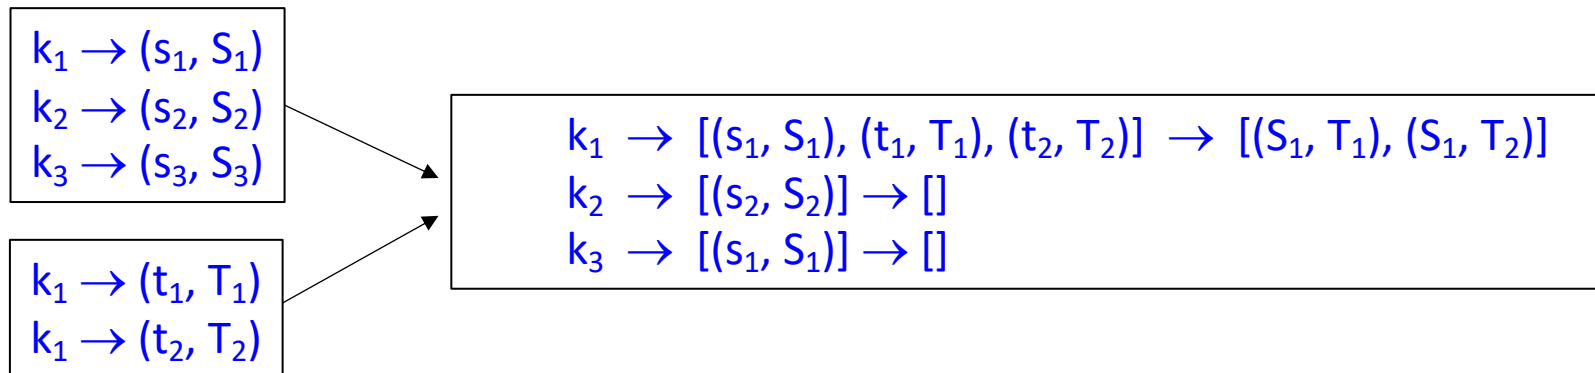 k₁ → (s₁, S₁)
k₂ → (s₂, S₂)
k₃ → (s₃, S₃)
k₁ → (t₁, T₁)
k₁ → (t₂, T₂)
k₁ → [(s₁, S₁), (t₁, T₁), (t₂, T₂)] → [(S₁, T₁), (S₁, T₂)]
k₂ → [(s₂, S₂)] → []
k₃ → [(s₁, S₁)] → []